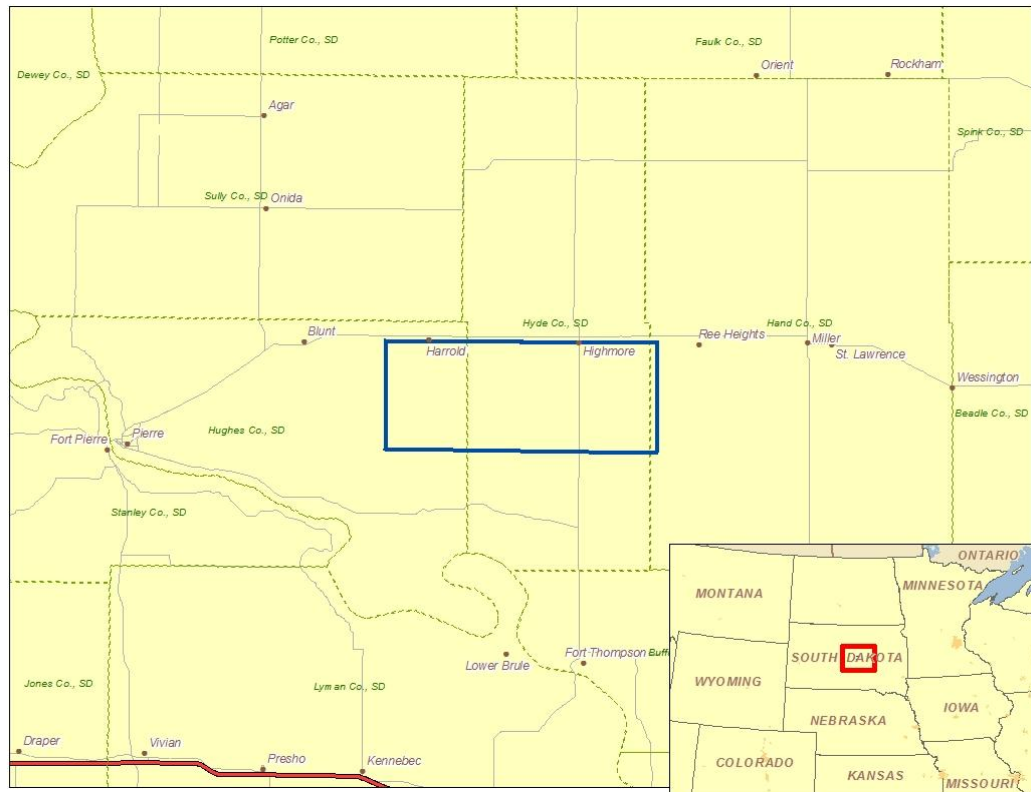 Potter Co., SD
Faulk Co., SD
Dewey Co., SD
Orient
Rockham
Agar
Spink Co., SD
Sully Co., SD
Onida
Blunt
Hyde Co., SD
Ree Heights
Hand Co., SD
Harrold
Highmore
Miller
St. Lawrence
Wessington
Beadle Co., SD
Hughes Co., SD
Pierre
Fort Pierre
Stanley Co., SD
Lower Brule
Fort Thompson
Buff
Jones Co., SD
Lyman Co., SD
Draper
Vivian
Presho
Kennebec
ONTARIO
MONTANA
MINNESOTA
SOUTH DAKOTA
WYOMING
IOWA
NEBRASKA
COLORADO
KANSAS
MISSOURI